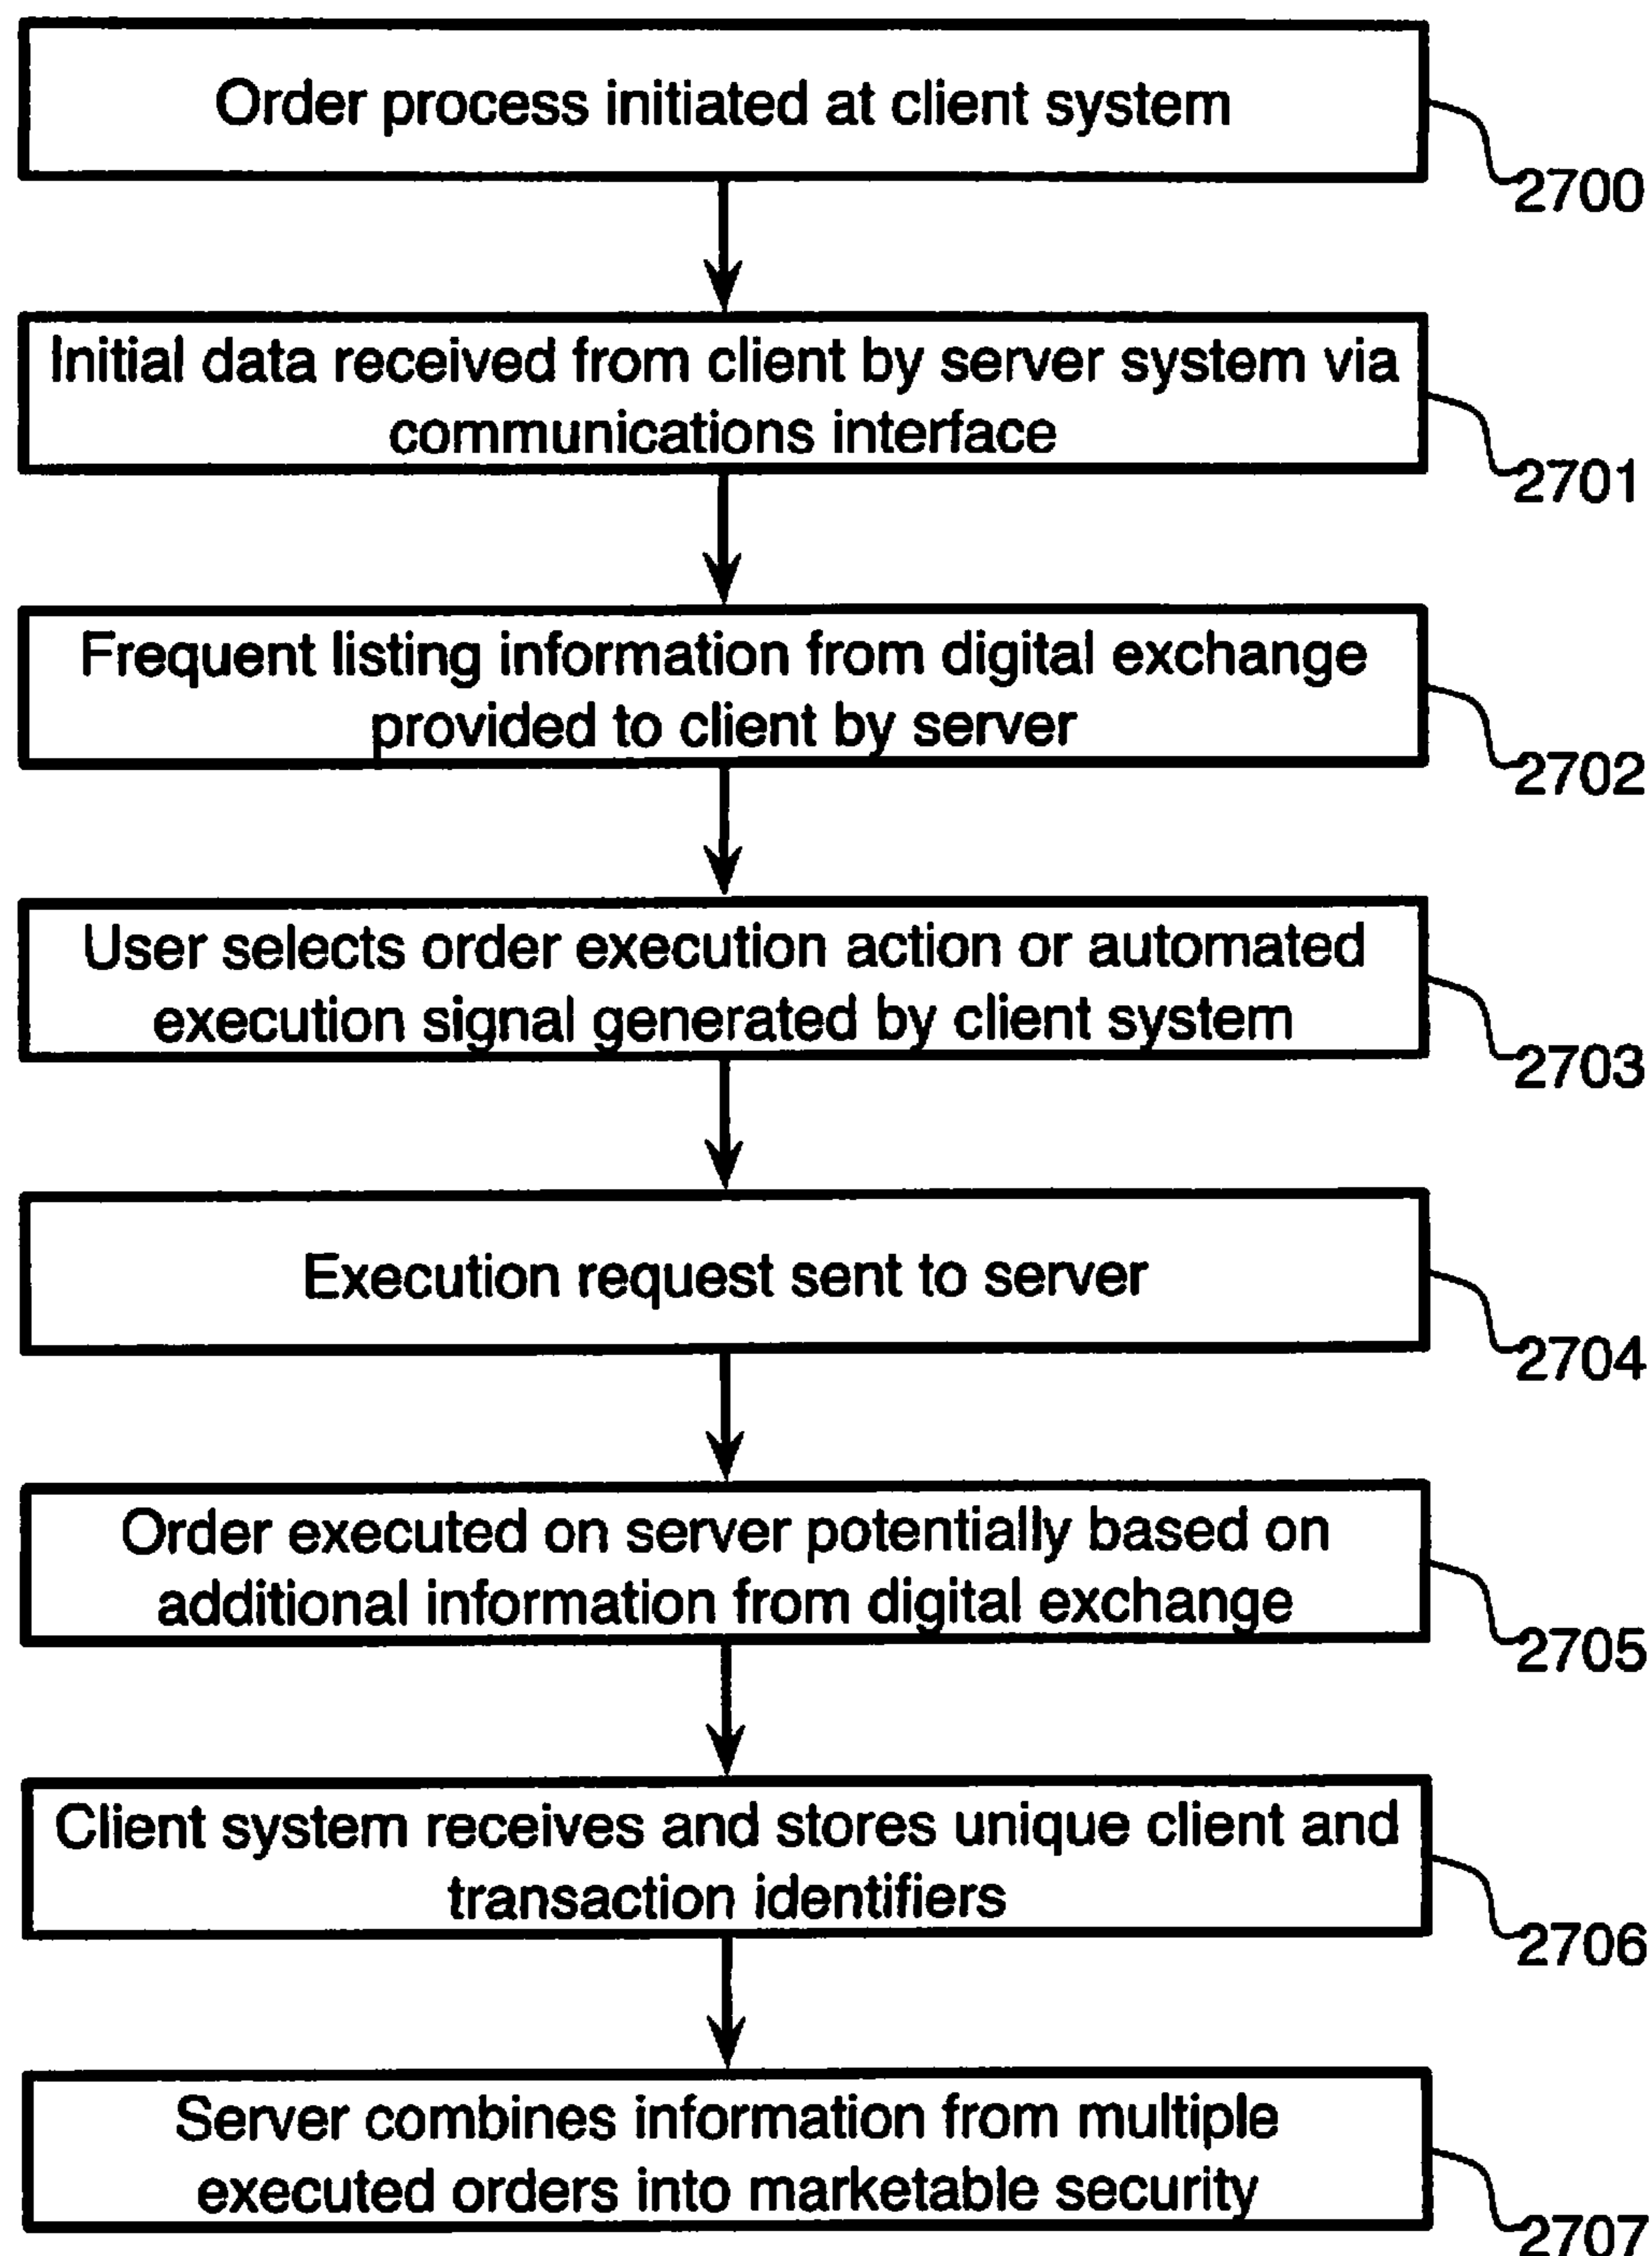 Order process initiated at client system
2700
Initial data received from client by server system via
communications interface
2701
Frequent listing information from digital exchange
provided to client by server
2702
User selects order execution action or automated
execution signal generated by client system
2703
Execution request sent to server
2704
Order executed on server potentially based on
additional information from digital exchange
2705
Client system receives and stores unique client and
transaction identifiers
2706
Server combines information from multiple
executed orders into marketable security
2707